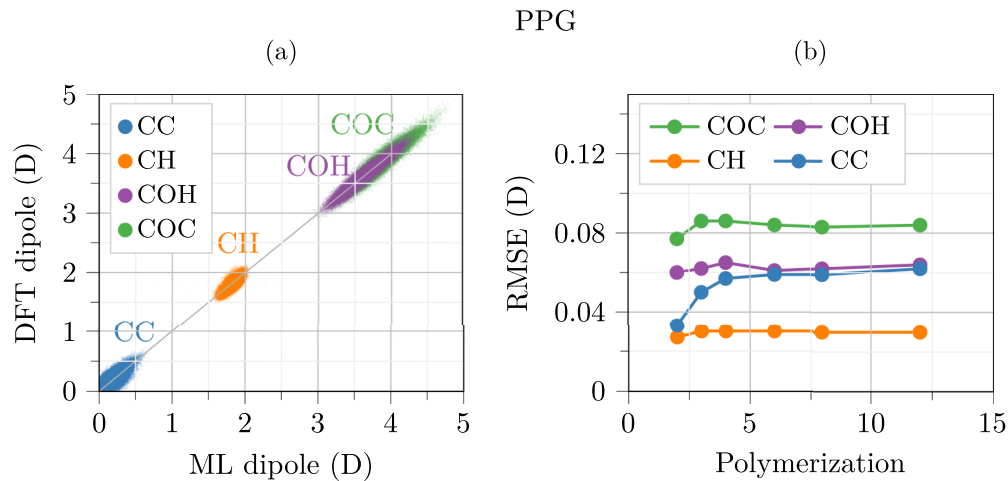 PPG
(a)
(b)
DFT dipole (D)
5
4
3
2
1
0
CC
CH
COH
COC
COC
COH
CH
CC
0
1
2
3
4
5
ML dipole (D)
RMSE (D)
0.12
0.08
0.04
0
COC
COH
CH
CC
0
5
10
15
Polymerization